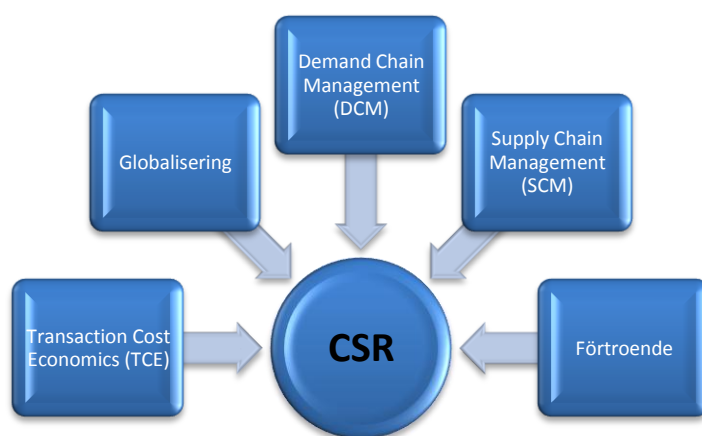 Demand Chain
Management
(DCM)
Globalisering
Supply Chain
Management
(SCM)
Transaction Cost
Economics (TCE)
CSR
Förtroende